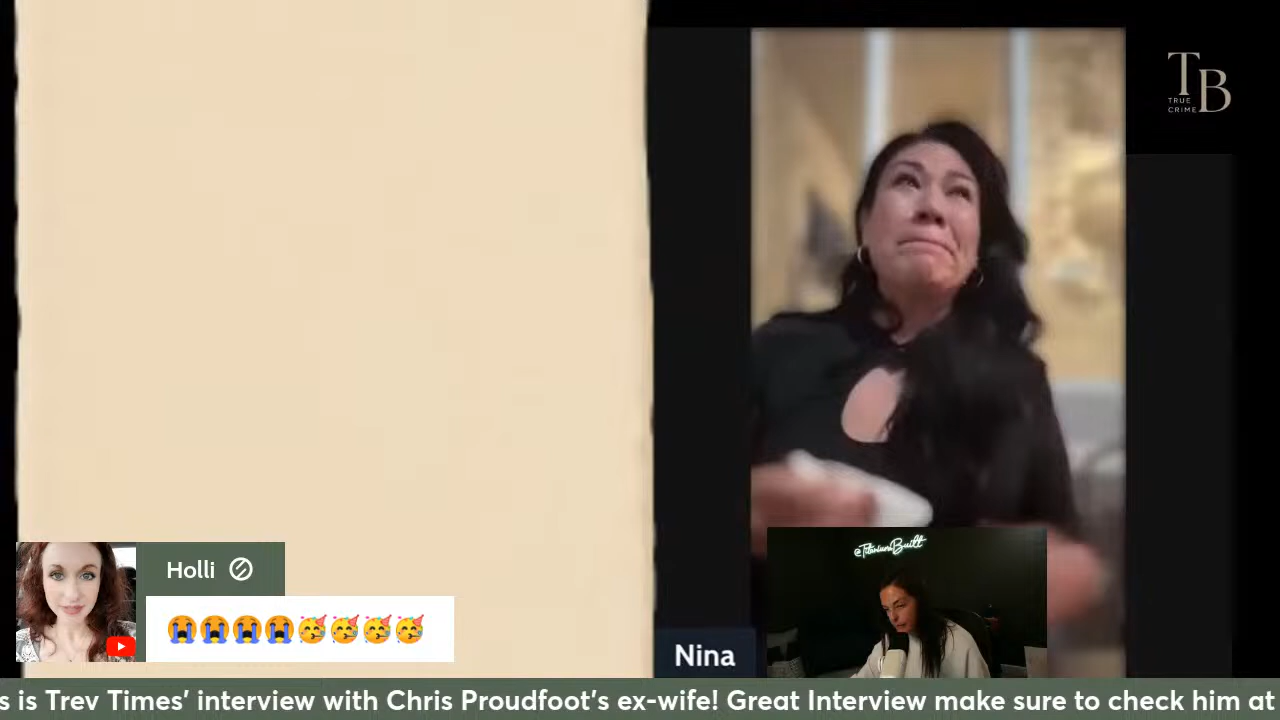 TB
TRUE
CRIME
Holli
😭😭😭😭🥳🥳🥳🥳
@TitaniumBuilt
Nina
s is Trev Times’ interview with Chris Proudfoot’s ex-wife! Great Interview make sure to check him at